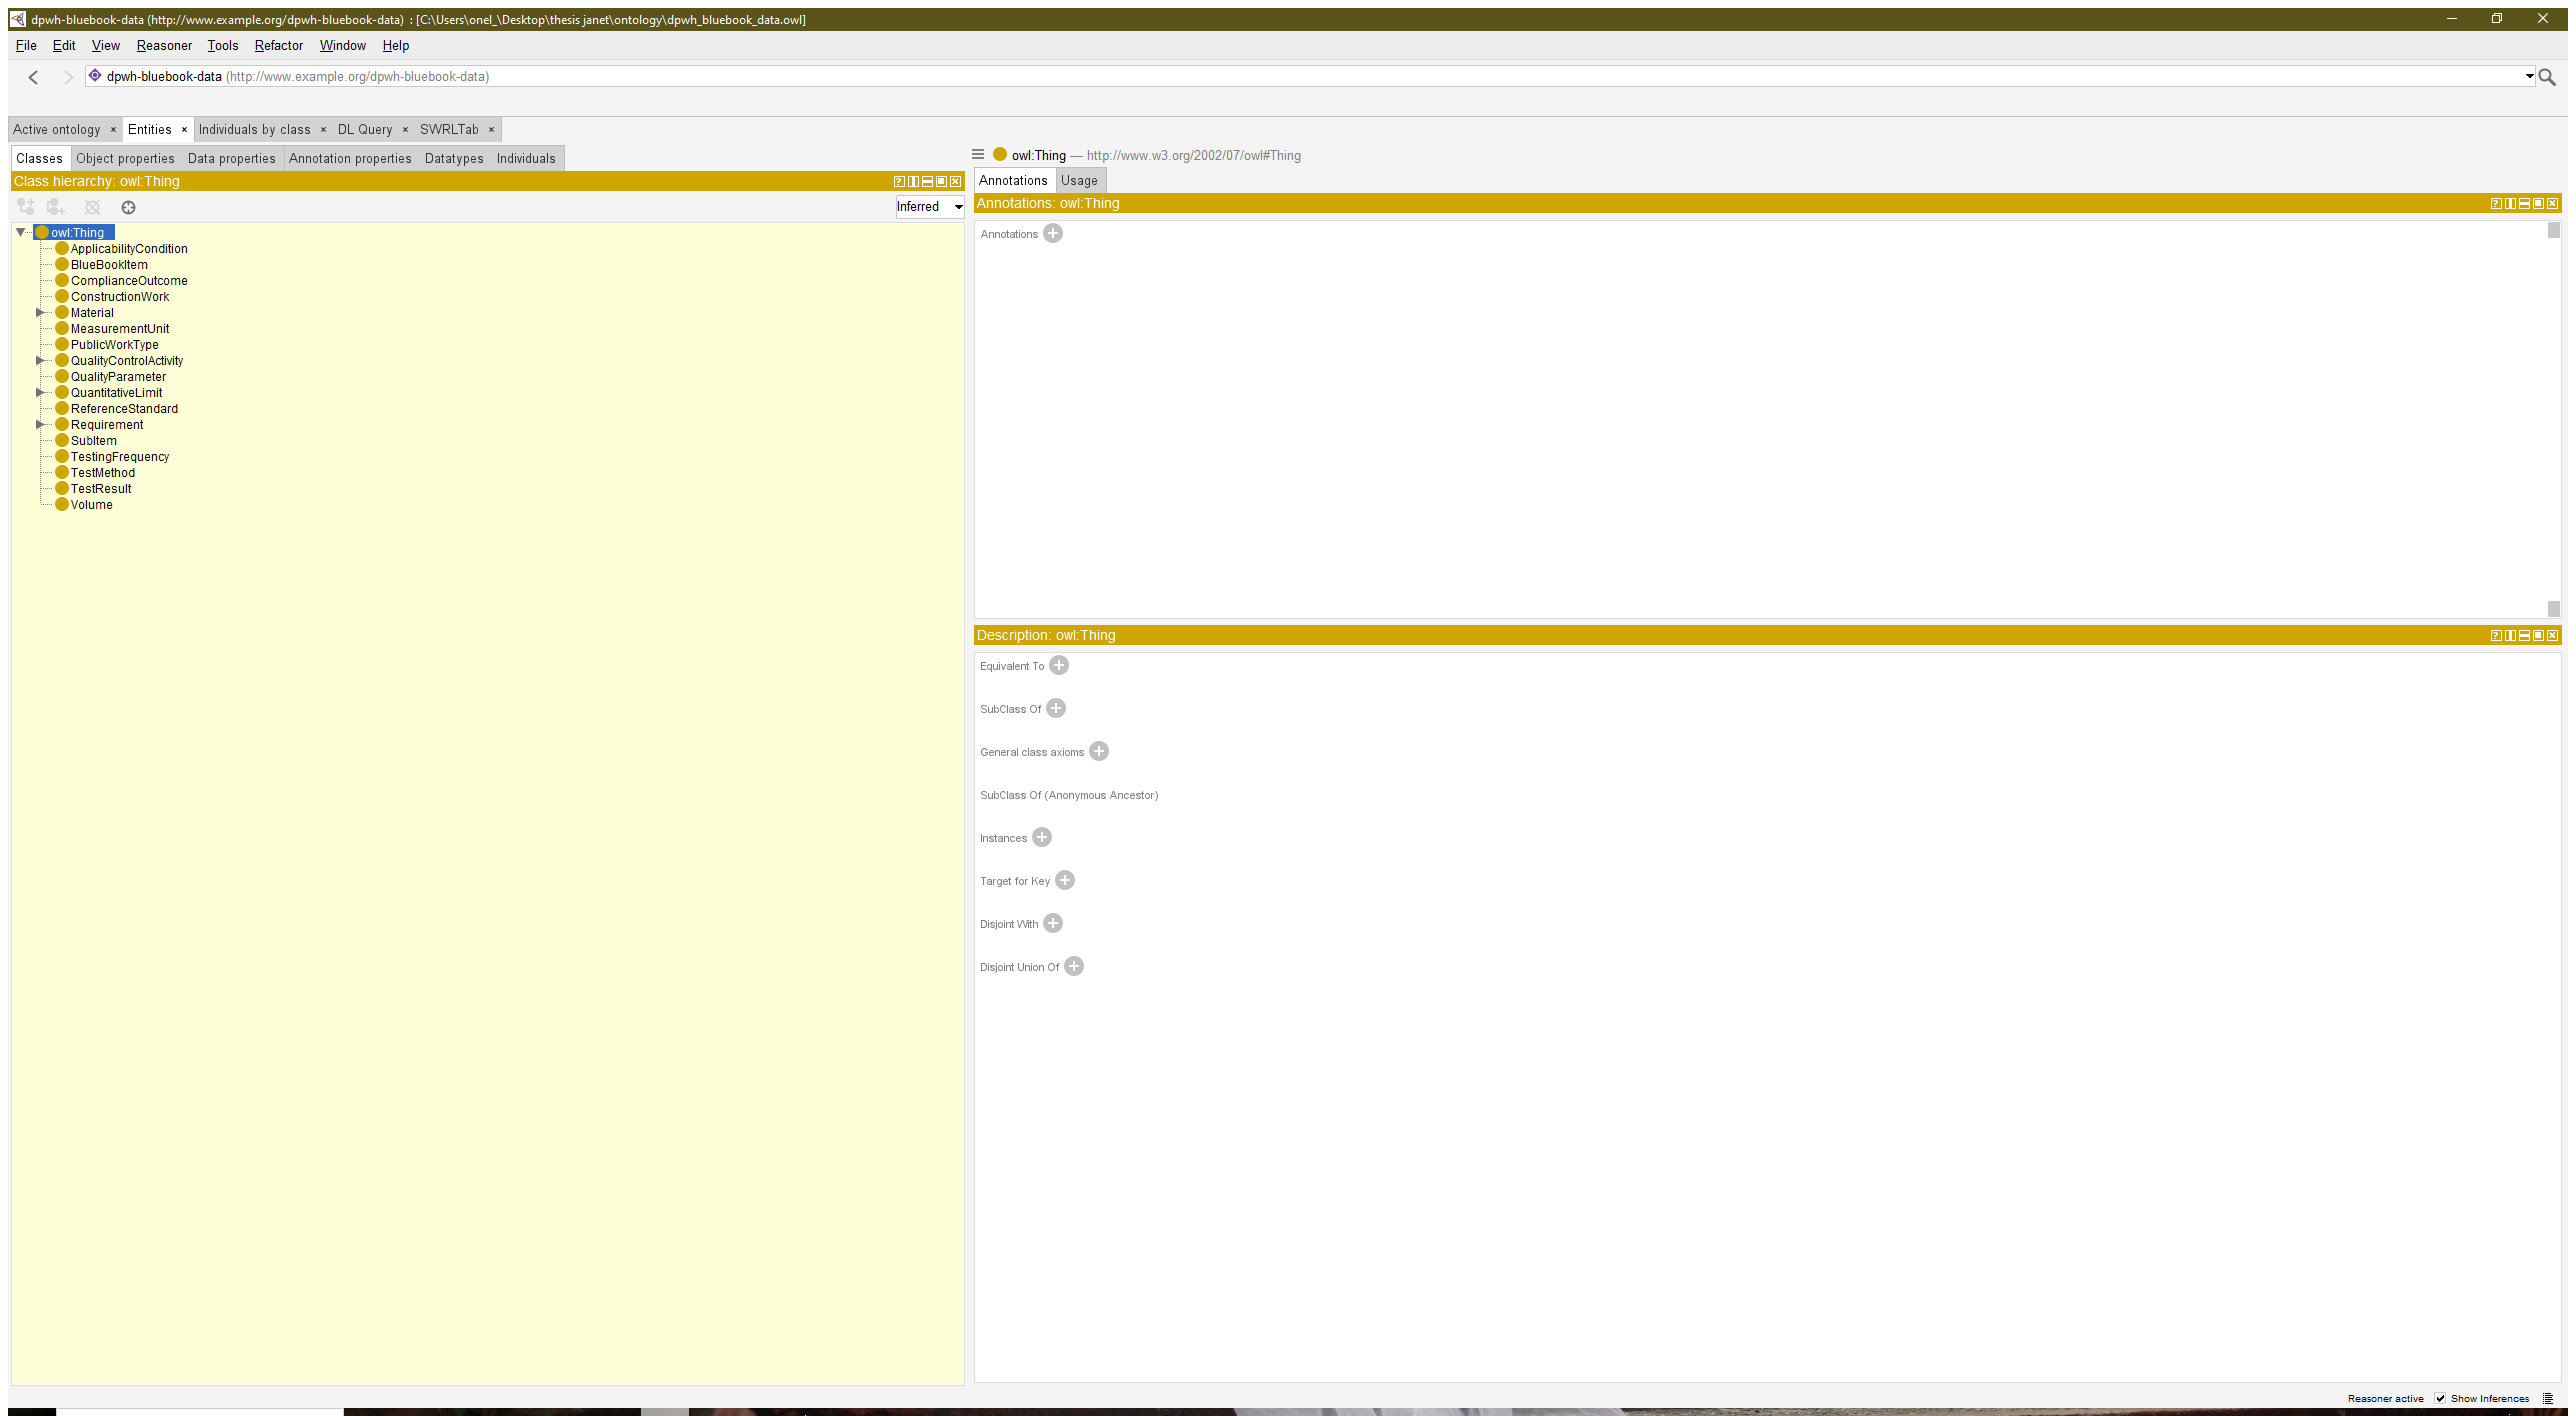 dpwh-bluebook-data (http://www.example.org/dpwh-bluebook-data) : [C:\Users\onel_\Desktop\thesis janet\ontology\dpwh_bluebook_data.owl]
File Edit View Reasoner Tools Refactor Window Help
dpwh-bluebook-data (http://www.example.org/dpwh-bluebook-data)
Active ontology × Entities × Individuals by class × DL Query × SWRLTab ×
Classes Object properties Data properties Annotation properties Datatypes Individuals
Class hierarchy: owl:Thing
Inferred
owl:Thing
ApplicabilityCondition
BlueBookItem
ComplianceOutcome
ConstructionWork
Material
MeasurementUnit
PublicWorkType
QualityControlActivity
QualityParameter
QuantitativeLimit
ReferenceStandard
Requirement
SubItem
TestingFrequency
TestMethod
TestResult
Volume
owl:Thing — http://www.w3.org/2002/07/owl#Thing
Annotations Usage
Annotations: owl:Thing
Annotations
Description: owl:Thing
Equivalent To
SubClass Of
General class axioms
SubClass Of (Anonymous Ancestor)
Instances
Target for Key
Disjoint With
Disjoint Union Of
Reasoner active Show Inferences